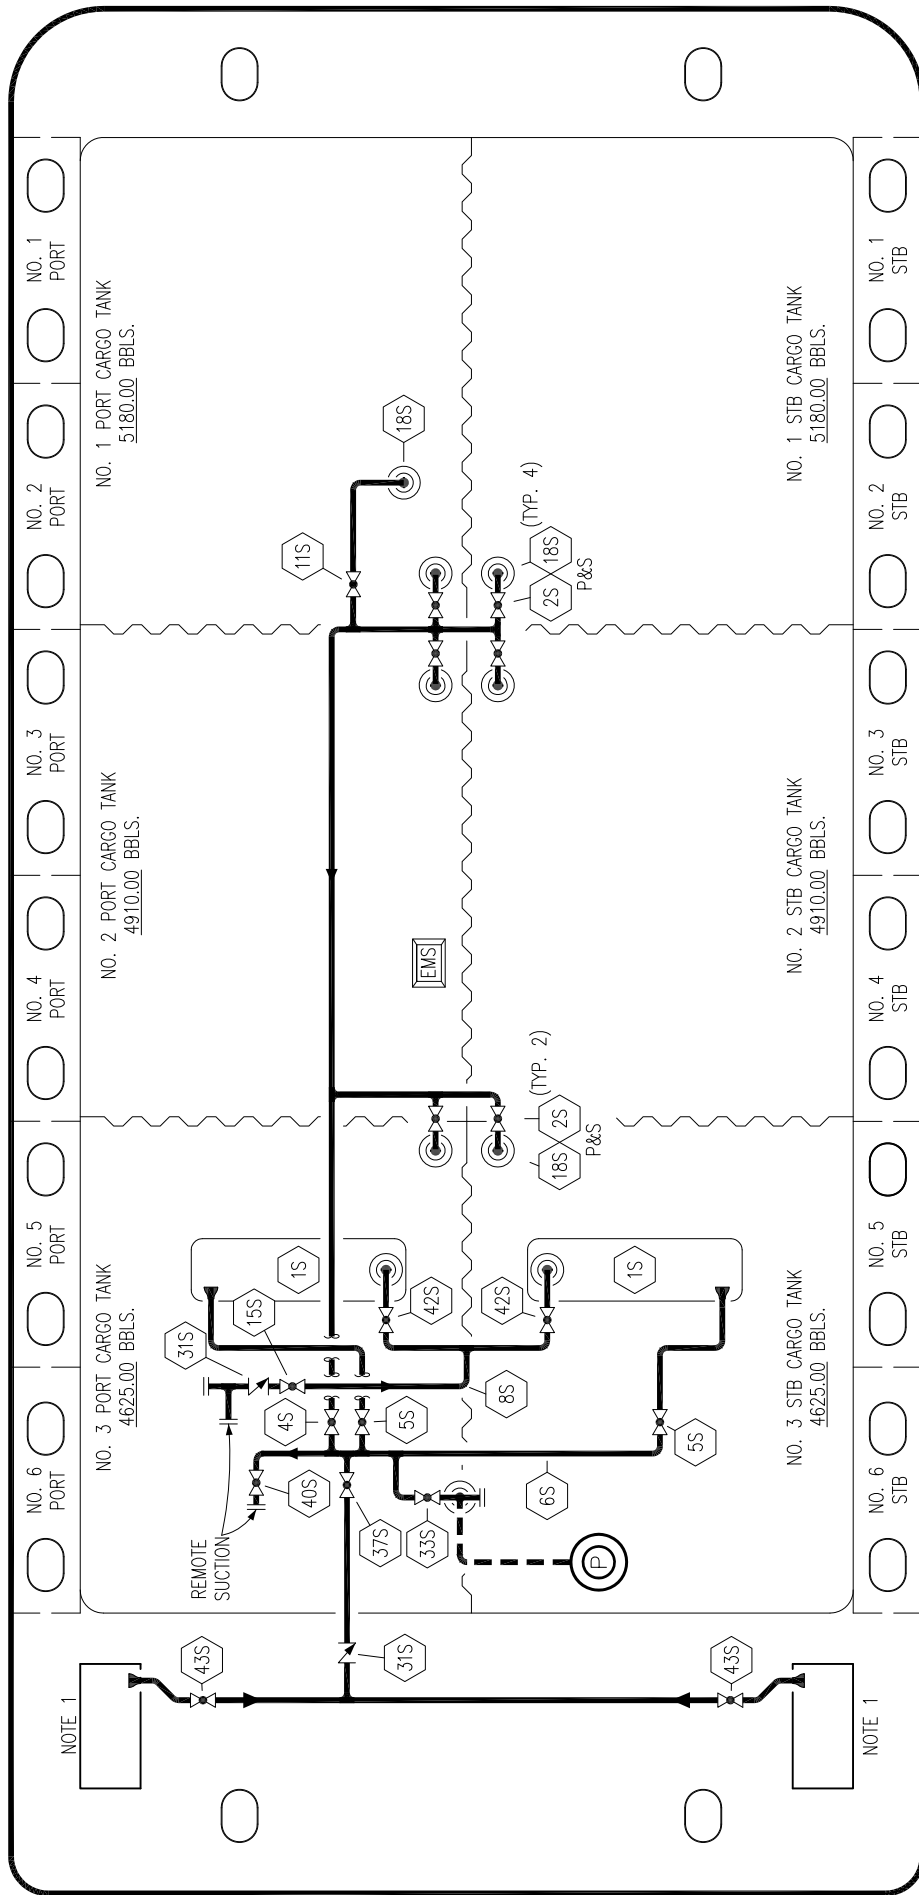 NO. 1
PORT
NO. 2
PORT
NO. 3
PORT
NO. 4
PORT
NO. 5
PORT
NO. 6
PORT
NO. 1 PORT CARGO TANK
5180.00 BBLS.
NO. 2 PORT CARGO TANK
4910.00 BBLS.
NO. 3 PORT CARGO TANK
4625.00 BBLS.
NO. 1 STB CARGO TANK
5180.00 BBLS.
NO. 2 STB CARGO TANK
4910.00 BBLS.
NO. 3 STB CARGO TANK
4625.00 BBLS.
NO. 1
STB
NO. 2
STB
NO. 3
STB
NO. 4
STB
NO. 5
STB
NO. 6
STB
18S
11S
(TYP. 4)
18S
2S
P&S
EMS
(TYP. 2)
2S
18S
P&S
1S
1S
15S
31S
42S
42S
4S
5S
8S
5S
40S
37S
33S
6S
REMOTE
SUCTION
P
31S
43S
43S
NOTE 1
NOTE 1